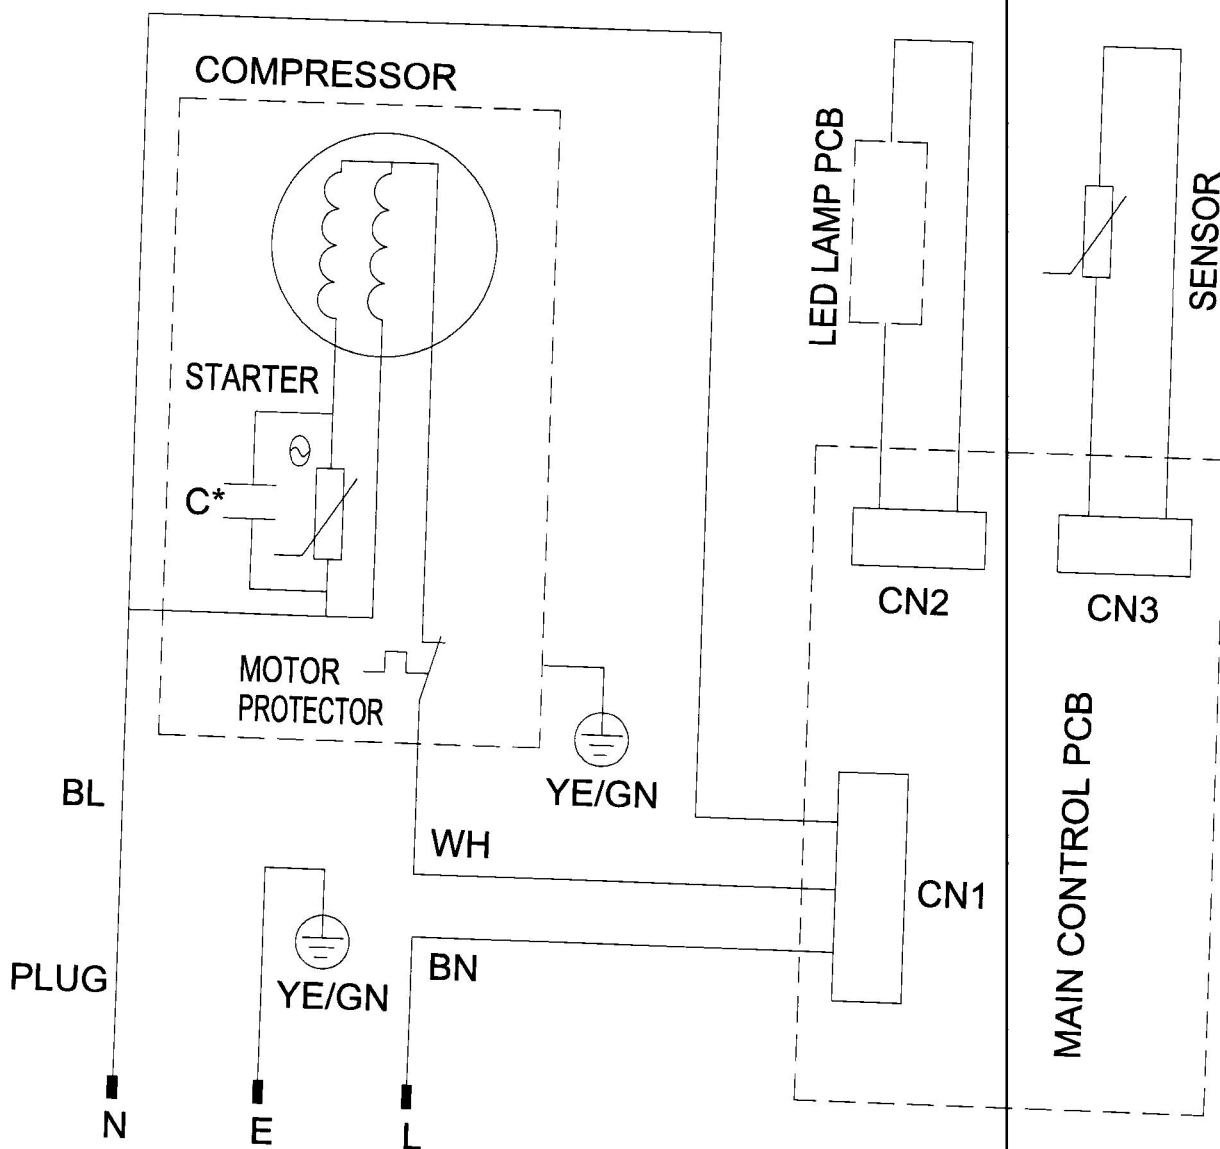 COMPRESSOR
LED LAMP PCB
SENSOR
STARTER
C*
CN2
CN3
MOTOR
PROTECTOR
YE/GN
BL
WH
CN1
MAIN CONTROL PCB
PLUG
YE/GN
BN
N
E
L